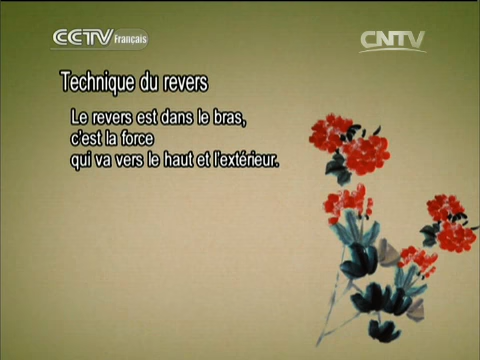 CCTV Français
CNTV
Technique du revers
Le revers est dans le bras,
c'est la force
qui va vers le haut et l'extérieur.